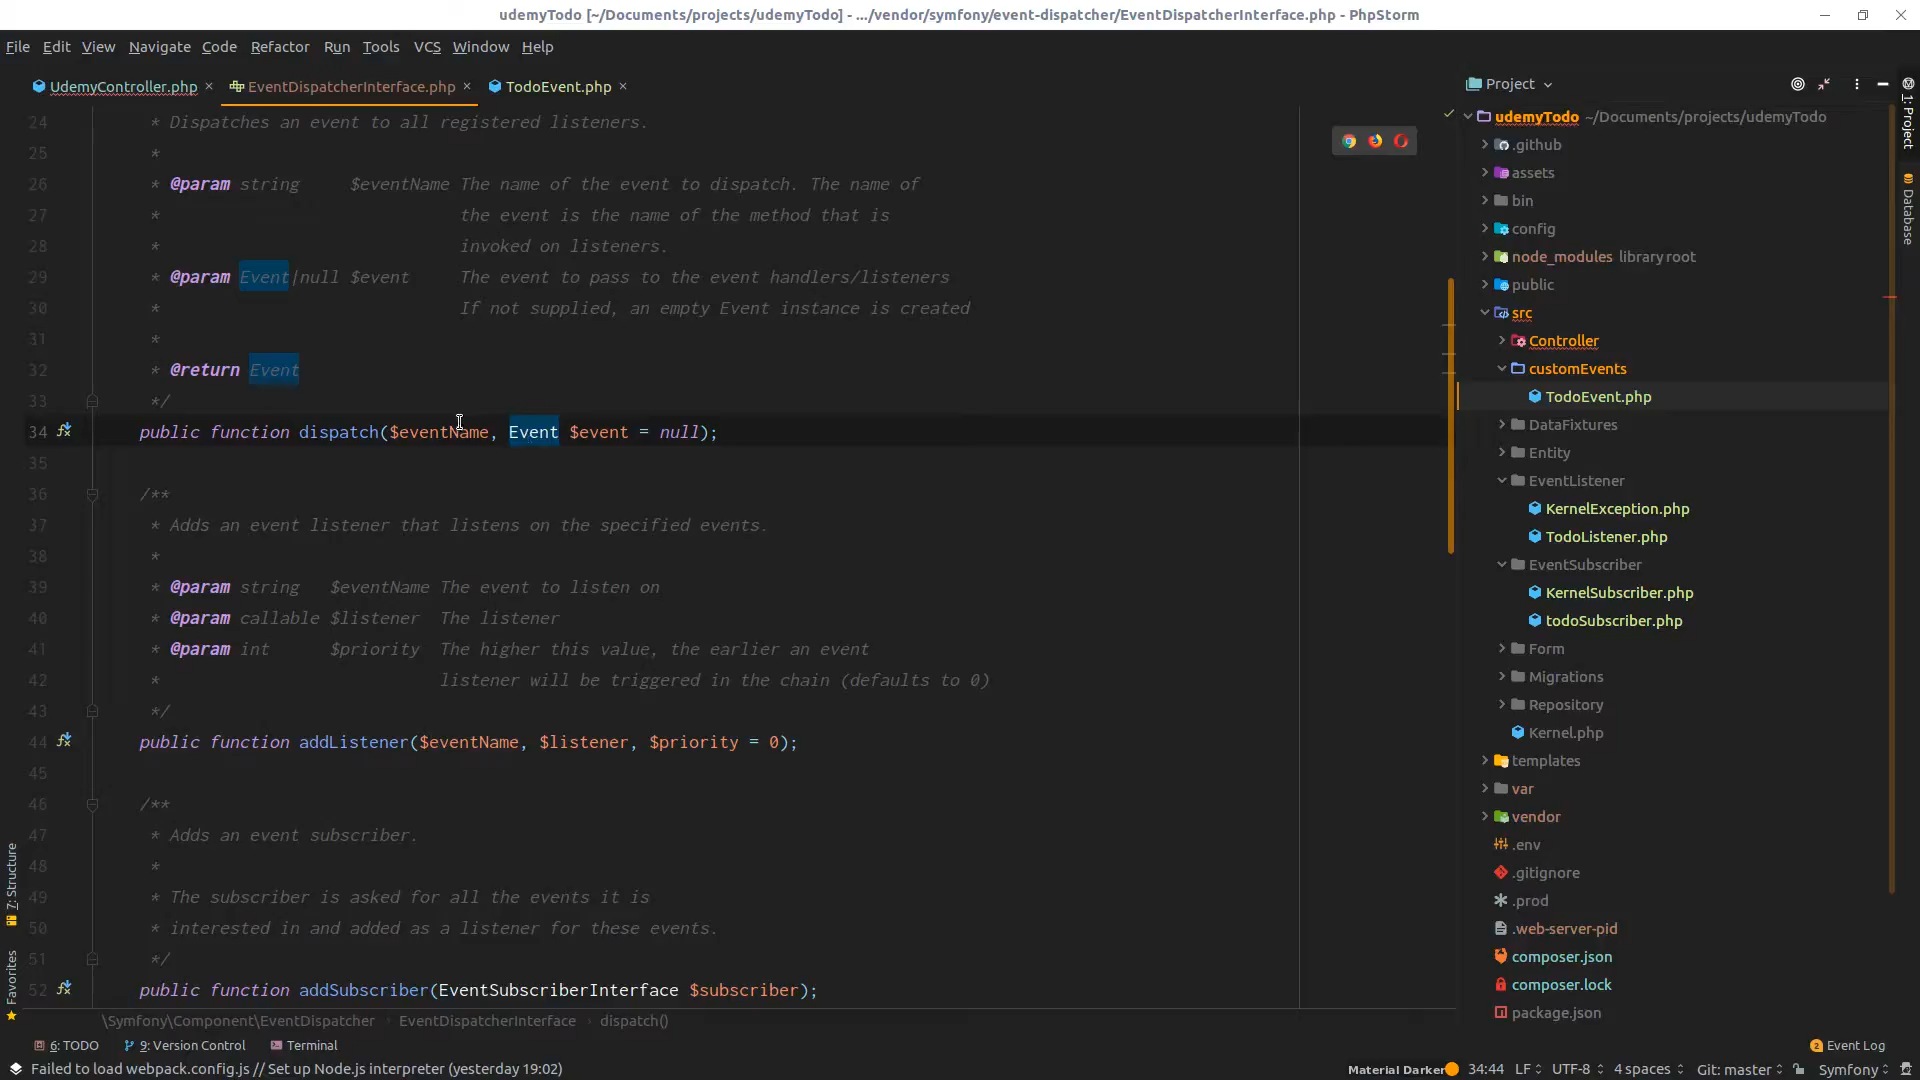 udemyTodo [~/Documents/projects/udemyTodo] - .../vendor/symfony/event-dispatcher/EventDispatcherInterface.php - PhpStorm
File Edit View Navigate Code Refactor Run Tools VCS Window Help
UdemyController.php × EventDispatcherInterface.php × TodoEvent.php ×
24 * Dispatches an event to all registered listeners.
25 *
26 * @param string $eventName The name of the event to dispatch. The name of
27 * the event is the name of the method that is
28 * invoked on listeners.
29 * @param Event|null $event The event to pass to the event handlers/listeners
30 * If not supplied, an empty Event instance is created
31 *
32 * @return Event
33 */
34 public function dispatch($eventName, Event $event = null);
35
36 /**
37 * Adds an event listener that listens on the specified events.
38 *
39 * @param string $eventName The event to listen on
40 * @param callable $listener The listener
41 * @param int $priority The higher this value, the earlier an event
42 * listener will be triggered in the chain (defaults to 0)
43 */
44 public function addListener($eventName, $listener, $priority = 0);
45
46 /**
47 * Adds an event subscriber.
48 *
49 * The subscriber is asked for all the events it is
50 * interested in and added as a listener for these events.
51 */
52 public function addSubscriber(EventSubscriberInterface $subscriber);
\Symfony\Component\EventDispatcher EventDispatcherInterface dispatch()
Project
udemyTodo ~/Documents/projects/udemyTodo
.github
assets
bin
config
node_modules library root
public
src
Controller
customEvents
TodoEvent.php
DataFixtures
Entity
EventListener
KernelException.php
TodoListener.php
EventSubscriber
KernelSubscriber.php
todoSubscriber.php
Form
Migrations
Repository
Kernel.php
templates
var
vendor
.env
.gitignore
.prod
.web-server-pid
composer.json
composer.lock
package.json
1: Project
Database
7: Structure
Favorites
6: TODO 9: Version Control Terminal 2 Event Log
Failed to load webpack.config.js // Set up Node.js interpreter (yesterday 19:02) Material Darker 34:44 LF UTF-8 4 spaces Git: master Symfony